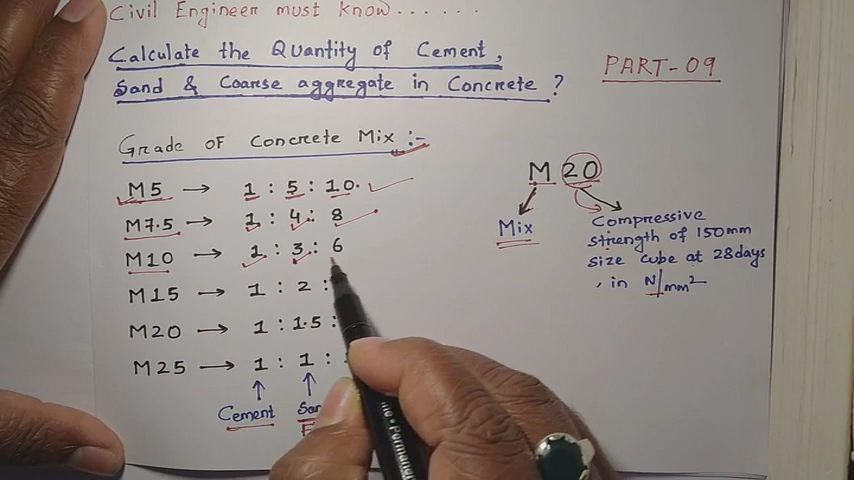 Civil Engineer must know.......
Calculate the Quantity of Cement,
Sand & Coarse aggregate in Concrete ?
PART-09
Grade of Concrete Mix :-
M5 → 1 : 5 : 10.
M7.5 → 1 : 4 : 8
M10 → 1 : 3 : 6
M15 → 1 : 2 :
M20 → 1 : 1.5 :
M25 → 1 : 1 :
Cement
M20
Mix
Compressive
strength of 150mm
size cube at 28days
, in N/mm²